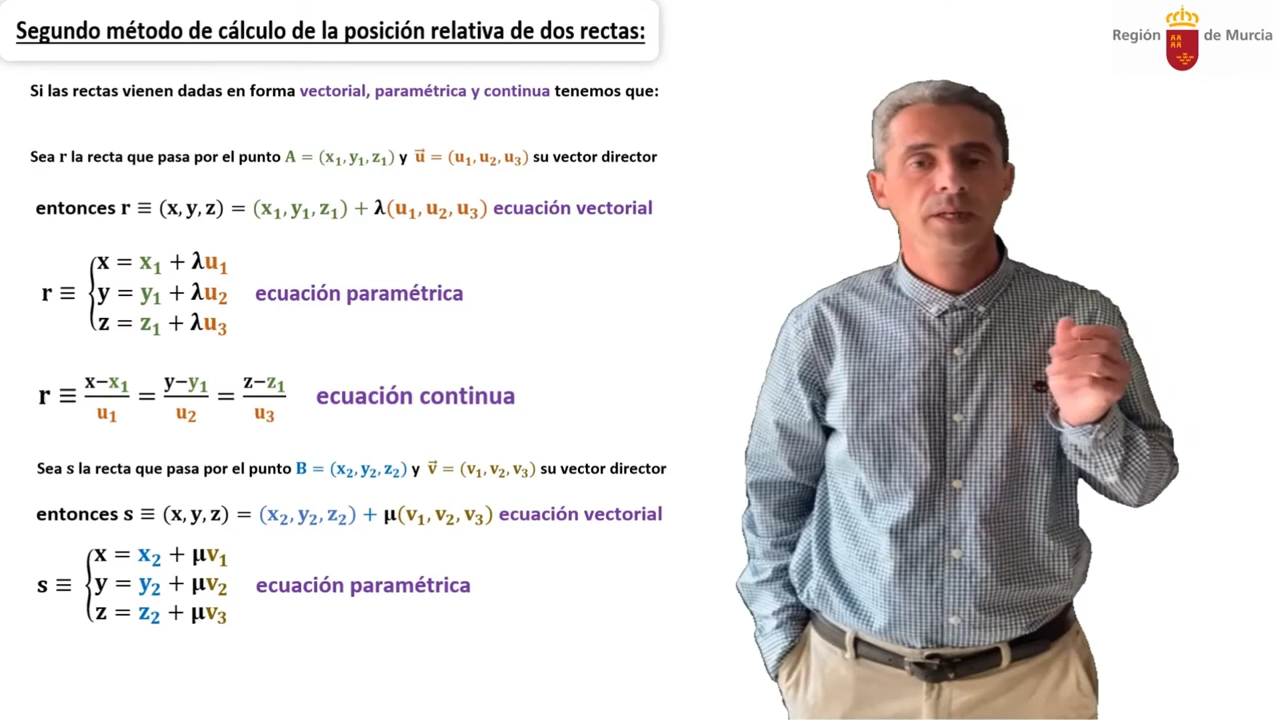 Segundo método de cálculo de la posición relativa de dos rectas:
Región de Murcia
Si las rectas vienen dadas en forma vectorial, paramétrica y continua tenemos que:
Sea r la recta que pasa por el punto A = (x₁, y₁, z₁) y u⃗ = (u₁, u₂, u₃) su vector director
entonces r ≡ (x, y, z) = (x₁, y₁, z₁) + λ(u₁, u₂, u₃) ecuación vectorial
x = x₁ + λu₁
r ≡ { y = y₁ + λu₂ ecuación paramétrica
z = z₁ + λu₃
r ≡ x−x₁/u₁ = y−y₁/u₂ = z−z₁/u₃ ecuación continua
Sea s la recta que pasa por el punto B = (x₂, y₂, z₂) y v⃗ = (v₁, v₂, v₃) su vector director
entonces s ≡ (x, y, z) = (x₂, y₂, z₂) + μ(v₁, v₂, v₃) ecuación vectorial
x = x₂ + μv₁
s ≡ { y = y₂ + μv₂ ecuación paramétrica
z = z₂ + μv₃